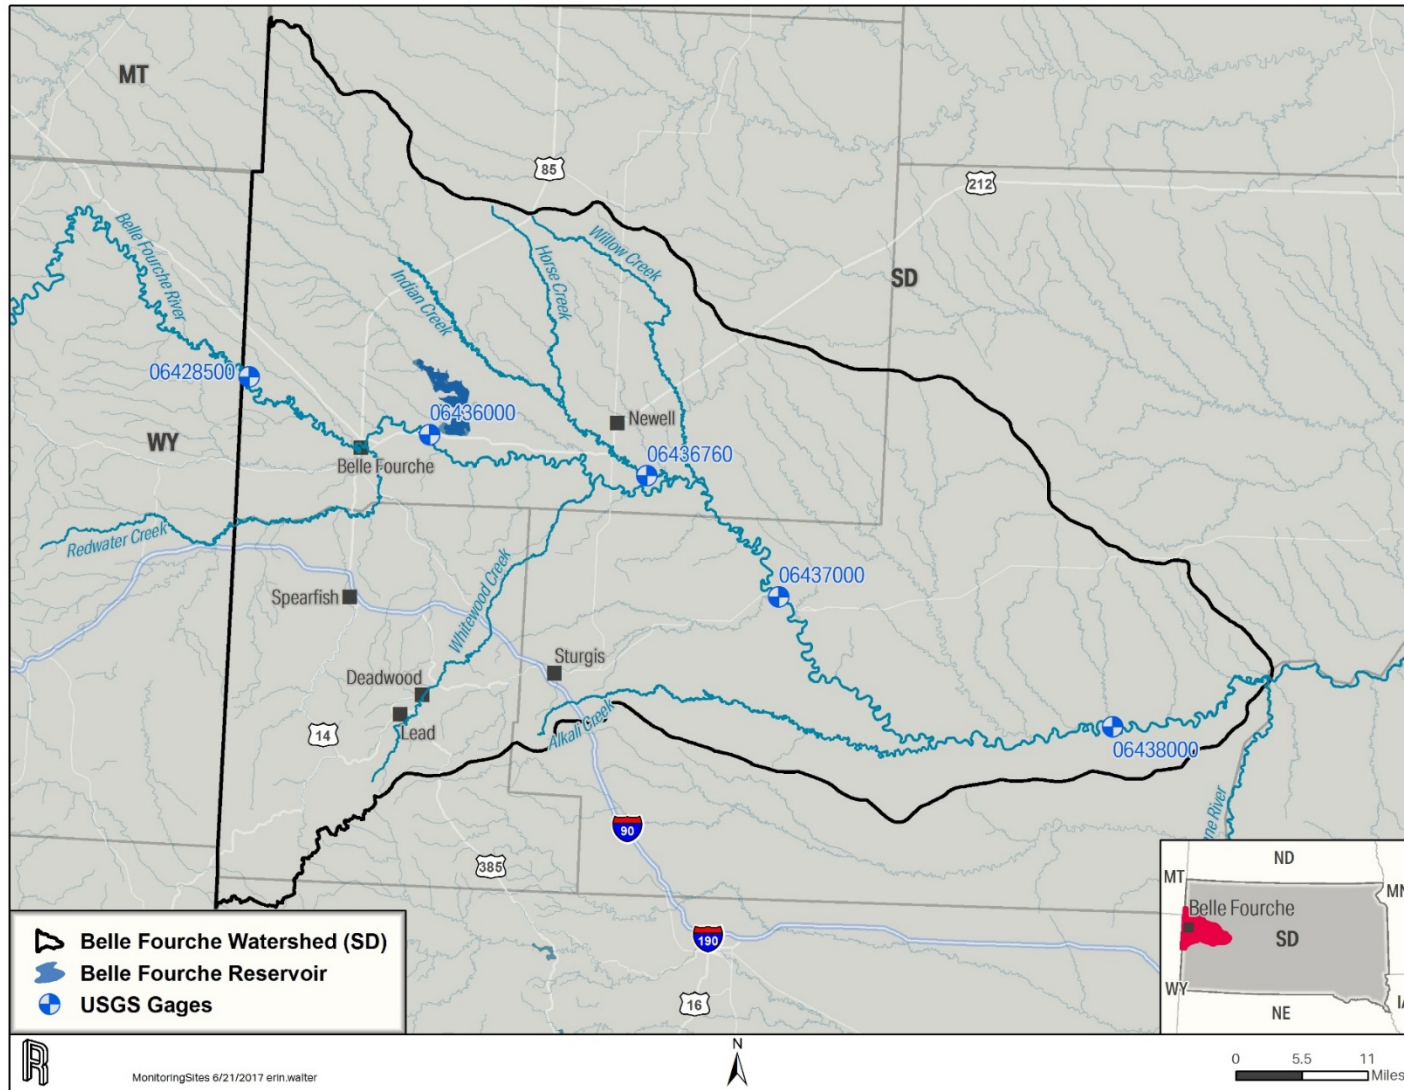 MT
85
212
Belle Fourche River
Willow Creek
Horse Creek
Indian Creek
SD
06428500
06436000
Newell
WY
Belle Fourche
06436760
Redwater Creek
Whitewood Creek
06437000
Spearfish
Sturgis
Deadwood
Lead
14
Alkali Creek
06438000
ne River
90
385
190
16
Belle Fourche Watershed (SD)
Belle Fourche Reservoir
USGS Gages
ND
MT
MN
Belle Fourche
SD
WY
NE
IA
R
MonitoringSites 6/21/2017 erin.walter
N
0 5.5 11
Miles